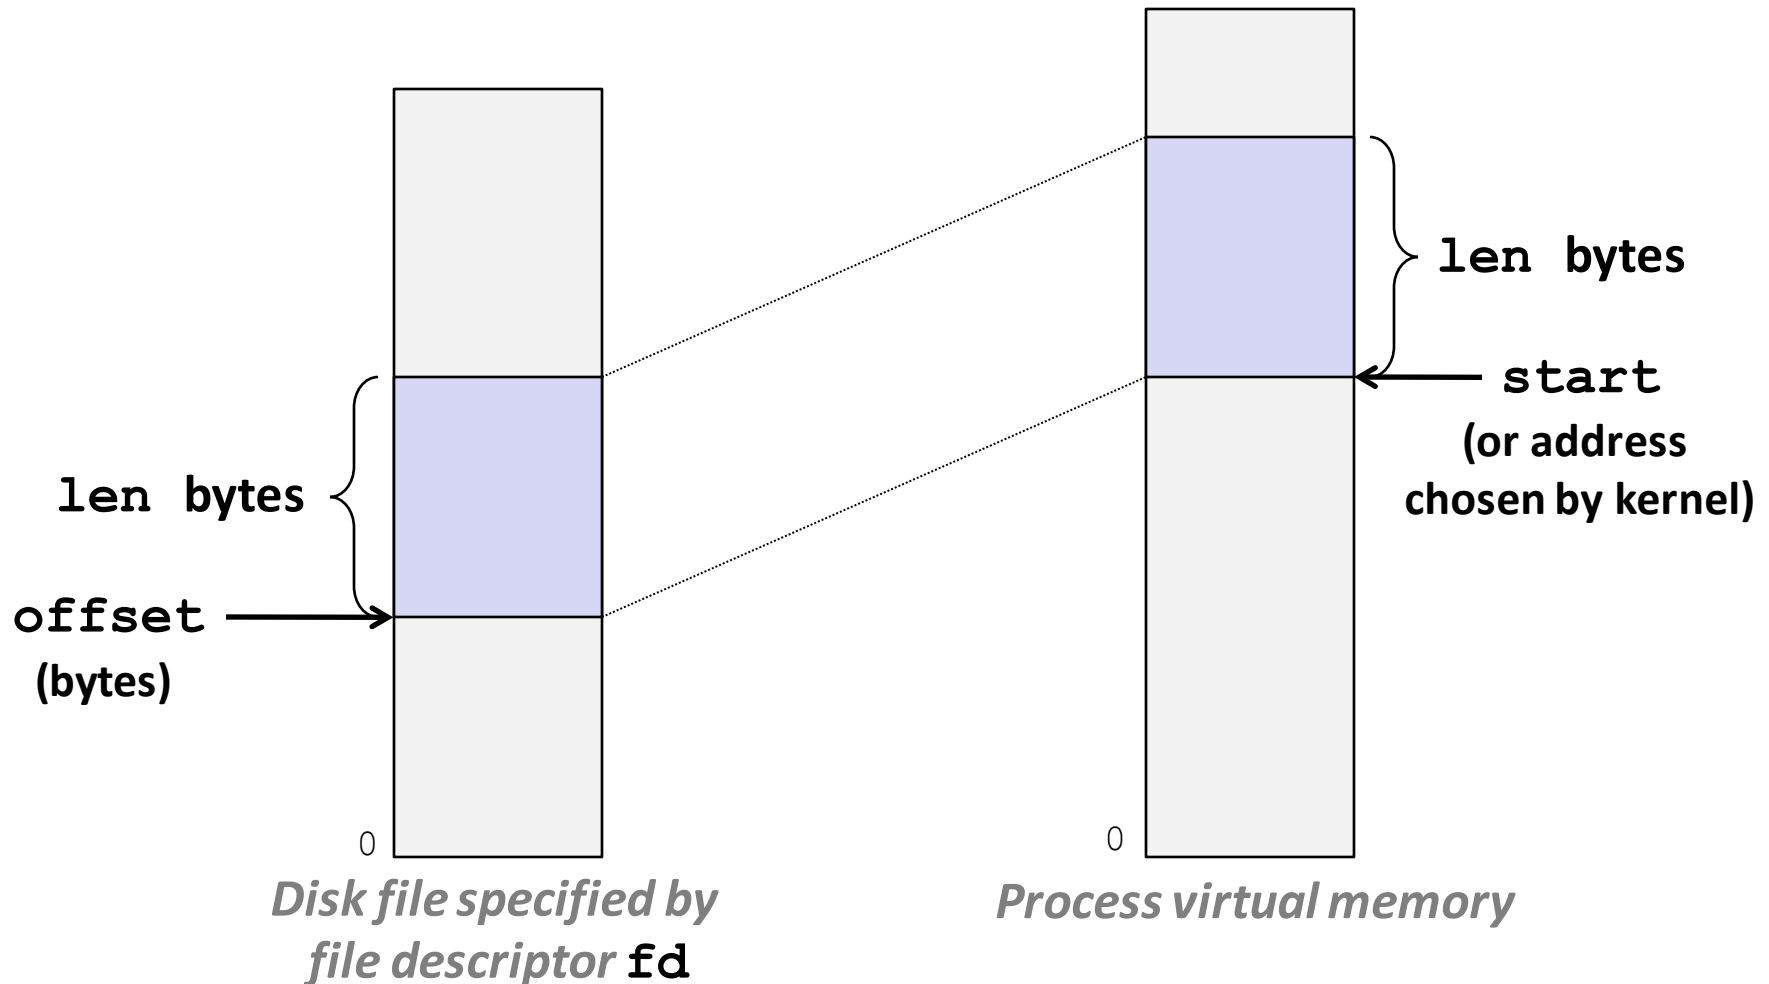 len bytes
start
(or address
chosen by kernel)
len bytes
offset
(bytes)
0
0
Disk file specified by
file descriptor fd
Process virtual memory